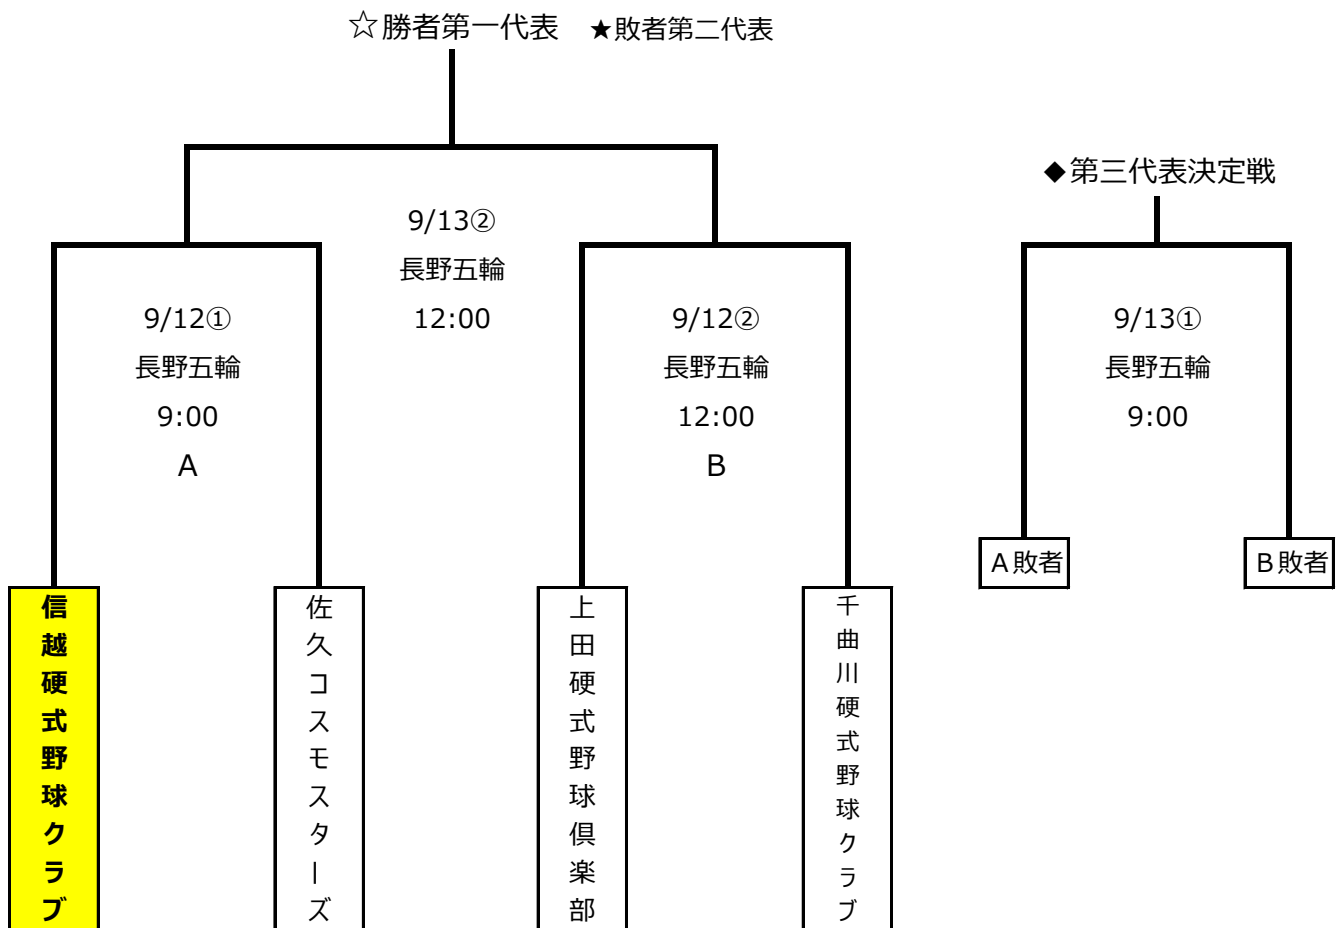 ☆勝者第一代表 ★敗者第二代表
◆第三代表決定戦
9/13②
長野五輪
12:00
9/12①
長野五輪
9:00
A
9/12②
長野五輪
12:00
B
9/13①
長野五輪
9:00
A敗者
B敗者
信越硬式野球クラブ
佐久コスモスターズ
上田硬式野球倶楽部
千曲川硬式野球クラブ